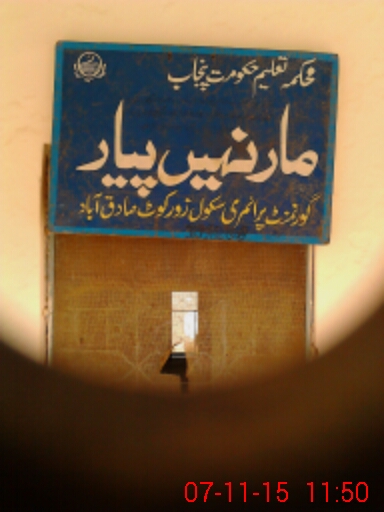 محکمہ تعلیم حکومت پنجاب
مار نہیں پیار
گورنمنٹ پرائمری سکول زور کوٹ صادق آباد
07-11-15 11:50